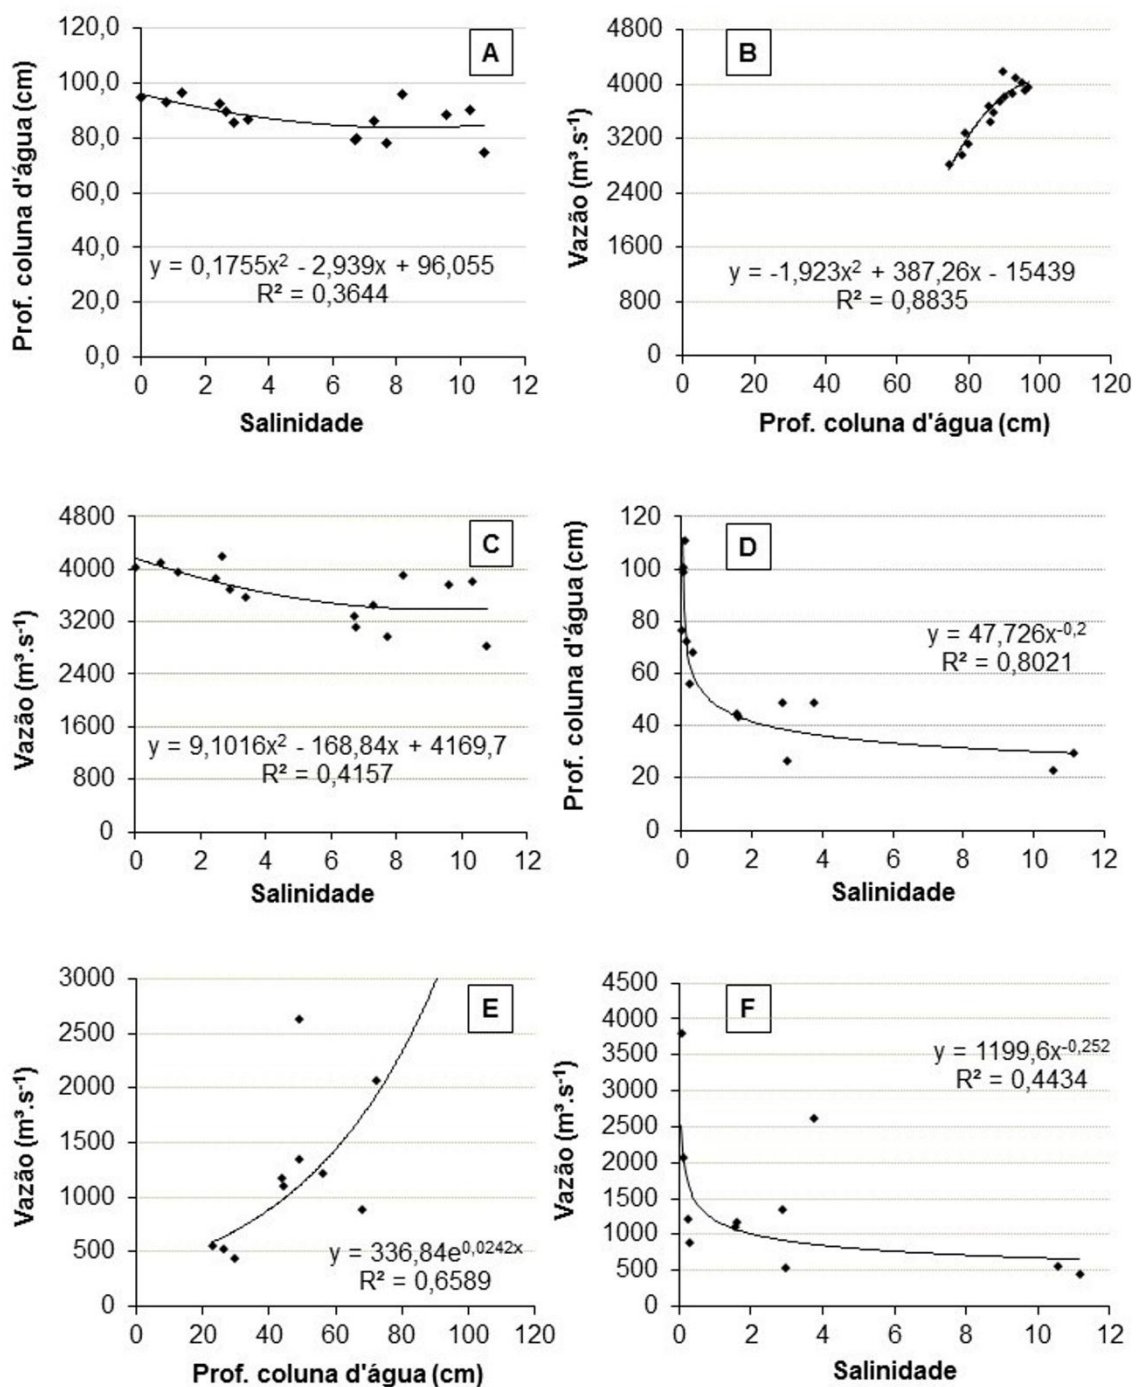 A
Prof. coluna d'água (cm)
120,0
100,0
80,0
60,0
40,0
20,0
0,0
y = 0,1755x² - 2,939x + 96,055
R² = 0,3644
0 2 4 6 8 10 12
Salinidade
B
Vazão (m³.s⁻¹)
4800
4000
3200
2400
1600
800
0
y = -1,923x² + 387,26x - 15439
R² = 0,8835
0 20 40 60 80 100 120
Prof. coluna d'água (cm)
C
Vazão (m³.s⁻¹)
4800
4000
3200
2400
1600
800
0
y = 9,1016x² - 168,84x + 4169,7
R² = 0,4157
0 2 4 6 8 10 12
Salinidade
D
Prof. coluna d'água (cm)
120
100
80
60
40
20
0
y = 47,726x⁻⁰,²
R² = 0,8021
0 2 4 6 8 10 12
Salinidade
E
Vazão (m³.s⁻¹)
3000
2500
2000
1500
1000
500
0
y = 336,84e⁰,⁰²⁴²ˣ
R² = 0,6589
0 20 40 60 80 100 120
Prof. coluna d'água (cm)
F
Vazão (m³.s⁻¹)
4500
4000
3500
3000
2500
2000
1500
1000
500
0
y = 1199,6x⁻⁰,²⁵²
R² = 0,4434
0 2 4 6 8 10 12
Salinidade